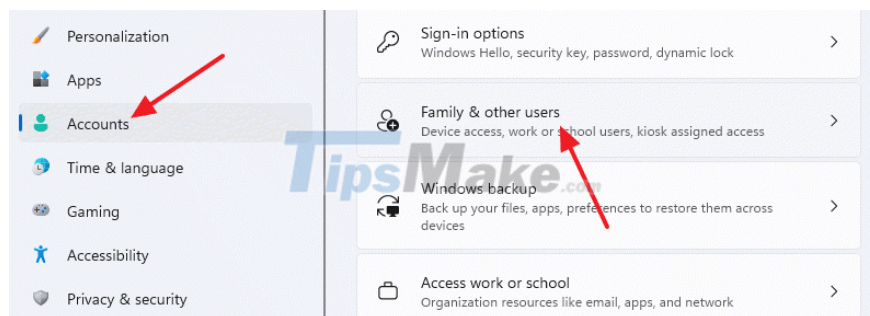 Personalization
Apps
Accounts
Time & language
Gaming
Accessibility
Privacy & security
Sign-in options
Windows Hello, security key, password, dynamic lock
Family & other users
Device access, work or school users, kiosk assigned access
Windows backup
Back up your files, apps, preferences to restore them across
devices
Access work or school
Organization resources like email, apps, and network
TipsMake.com